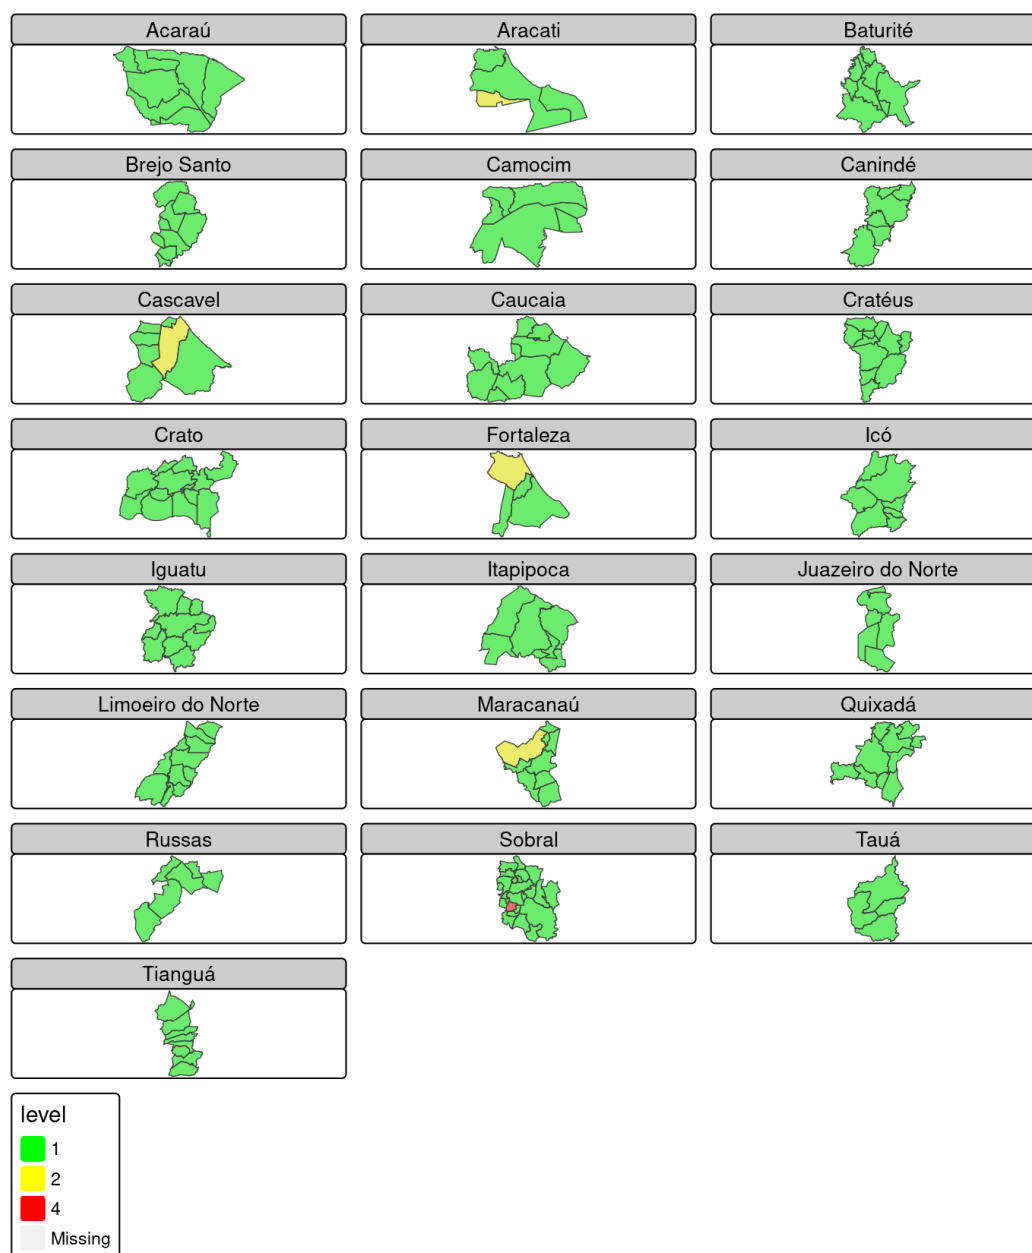 Acaraú
Aracati
Baturité
Brejo Santo
Camocim
Canindé
Cascavel
Caucaia
Cratéus
Crato
Fortaleza
Icó
Iguatu
Itapipoca
Juazeiro do Norte
Limoeiro do Norte
Maracanaú
Quixadá
Russas
Sobral
Tauá
Tianguá
level
1
2
4
Missing